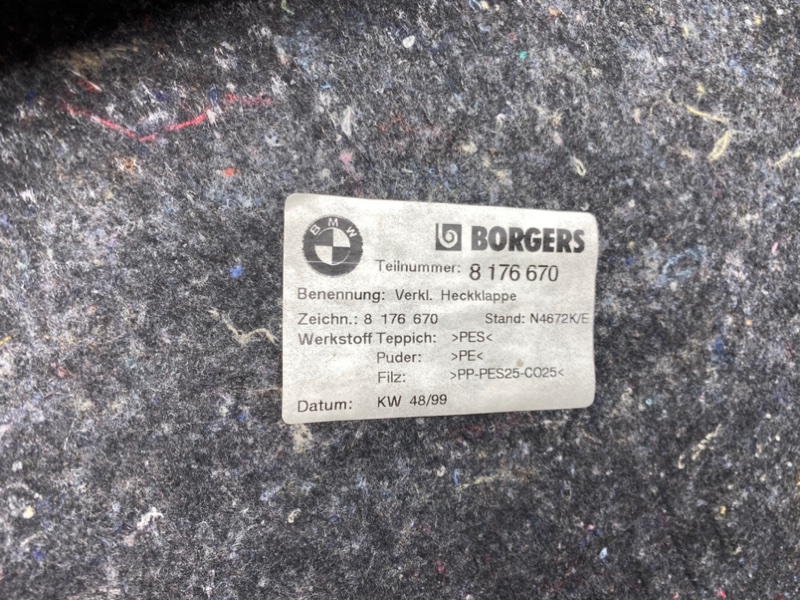 BMW
BORGERS
Teilnummer: 8 176 670
Benennung: Verkl. Heckklappe
Zeichn.: 8 176 670 Stand: N4672K/E
Werkstoff Teppich: >PES<
Puder: >PE<
Filz: >PP-PES25-CO25<
Datum: KW 48/99